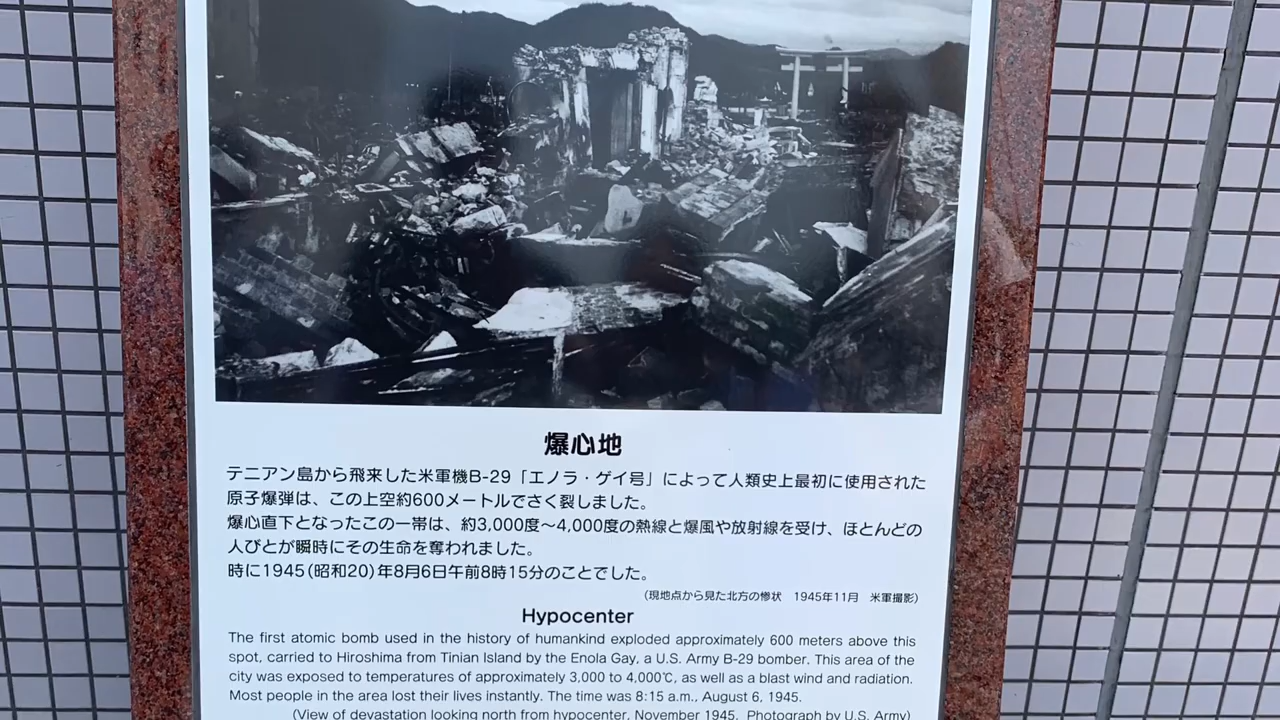 爆心地
テニアン島から飛来した米軍機B-29「エノラ・ゲイ号」によって人類史上最初に使用された
原子爆弾は、この上空約600メートルでさく裂しました。
爆心直下となったこの一帯は、約3,000度〜4,000度の熱線と爆風や放射線を受け、ほとんどの
人びとが瞬時にその生命を奪われました。
時に1945(昭和20)年8月6日午前8時15分のことでした。
(現地点から見た北方の惨状　1945年11月　米軍撮影)
Hypocenter
The first atomic bomb used in the history of humankind exploded approximately 600 meters above this
spot, carried to Hiroshima from Tinian Island by the Enola Gay, a U.S. Army B-29 bomber. This area of the
city was exposed to temperatures of approximately 3,000 to 4,000℃, as well as a blast wind and radiation.
Most people in the area lost their lives instantly. The time was 8:15 a.m., August 6, 1945.
(View of devastation looking north from hypocenter, November 1945, Photograph by U.S. Army)